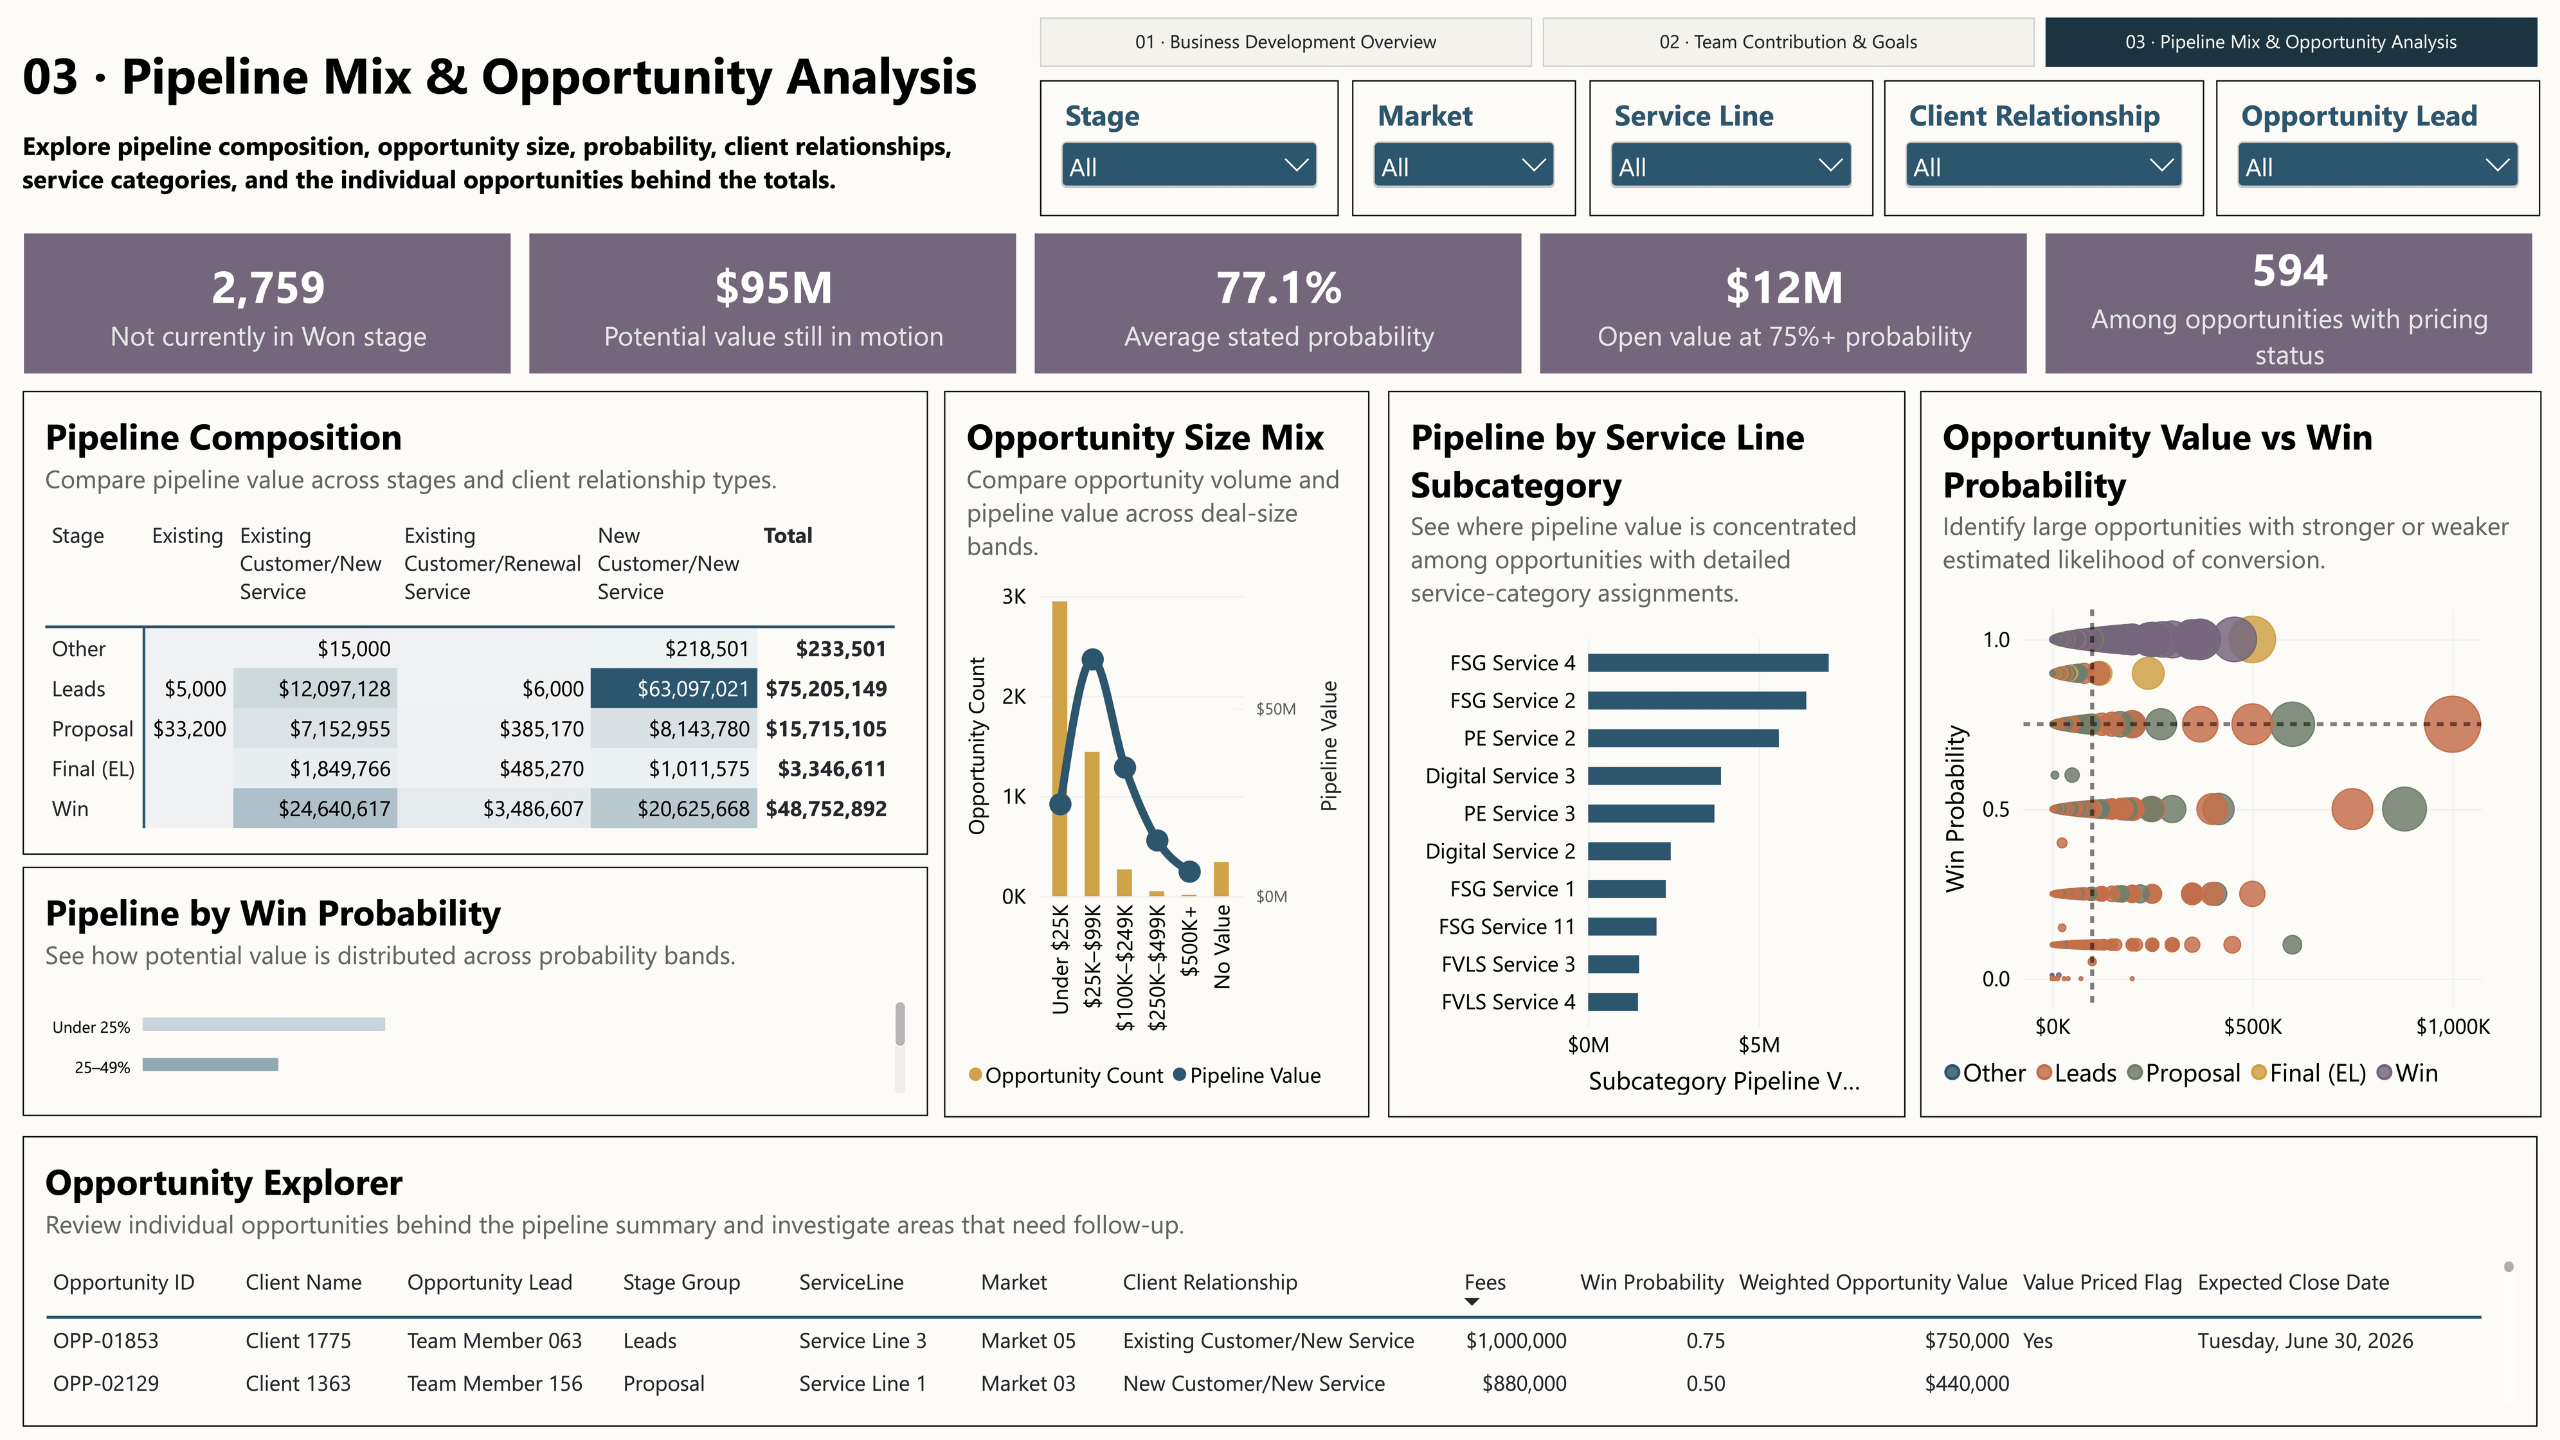 01 · Business Development Overview
02 · Team Contribution & Goals
03 · Pipeline Mix & Opportunity Analysis
03 · Pipeline Mix & Opportunity Analysis
Explore pipeline composition, opportunity size, probability, client relationships,
service categories, and the individual opportunities behind the totals.
Stage
All
Market
All
Service Line
All
Client Relationship
All
Opportunity Lead
All
2,759
Not currently in Won stage
$95M
Potential value still in motion
77.1%
Average stated probability
$12M
Open value at 75%+ probability
594
Among opportunities with pricing
status
Pipeline Composition
Compare pipeline value across stages and client relationship types.
Stage Existing Existing Customer/New Service Existing Customer/Renewal Service New Customer/New Service Total
Other $15,000 $218,501 $233,501
Leads $5,000 $12,097,128 $6,000 $63,097,021 $75,205,149
Proposal $33,200 $7,152,955 $385,170 $8,143,780 $15,715,105
Final (EL) $1,849,766 $485,270 $1,011,575 $3,346,611
Win $24,640,617 $3,486,607 $20,625,668 $48,752,892
Pipeline by Win Probability
See how potential value is distributed across probability bands.
Under 25%
25–49%
Opportunity Size Mix
Compare opportunity volume and
pipeline value across deal-size
bands.
Opportunity Count
3K
2K
1K
0K
$50M
$0M
Pipeline Value
Under $25K
$25K–$99K
$100K–$249K
$250K–$499K
$500K+
No Value
Opportunity Count Pipeline Value
Pipeline by Service Line
Subcategory
See where pipeline value is concentrated
among opportunities with detailed
service-category assignments.
FSG Service 4
FSG Service 2
PE Service 2
Digital Service 3
PE Service 3
Digital Service 2
FSG Service 1
FSG Service 11
FVLS Service 3
FVLS Service 4
$0M $5M
Subcategory Pipeline V...
Opportunity Value vs Win
Probability
Identify large opportunities with stronger or weaker
estimated likelihood of conversion.
Win Probability
1.0
0.5
0.0
$0K $500K $1,000K
Other Leads Proposal Final (EL) Win
Opportunity Explorer
Review individual opportunities behind the pipeline summary and investigate areas that need follow-up.
Opportunity ID Client Name Opportunity Lead Stage Group ServiceLine Market Client Relationship Fees Win Probability Weighted Opportunity Value Value Priced Flag Expected Close Date
OPP-01853 Client 1775 Team Member 063 Leads Service Line 3 Market 05 Existing Customer/New Service $1,000,000 0.75 $750,000 Yes Tuesday, June 30, 2026
OPP-02129 Client 1363 Team Member 156 Proposal Service Line 1 Market 03 New Customer/New Service $880,000 0.50 $440,000